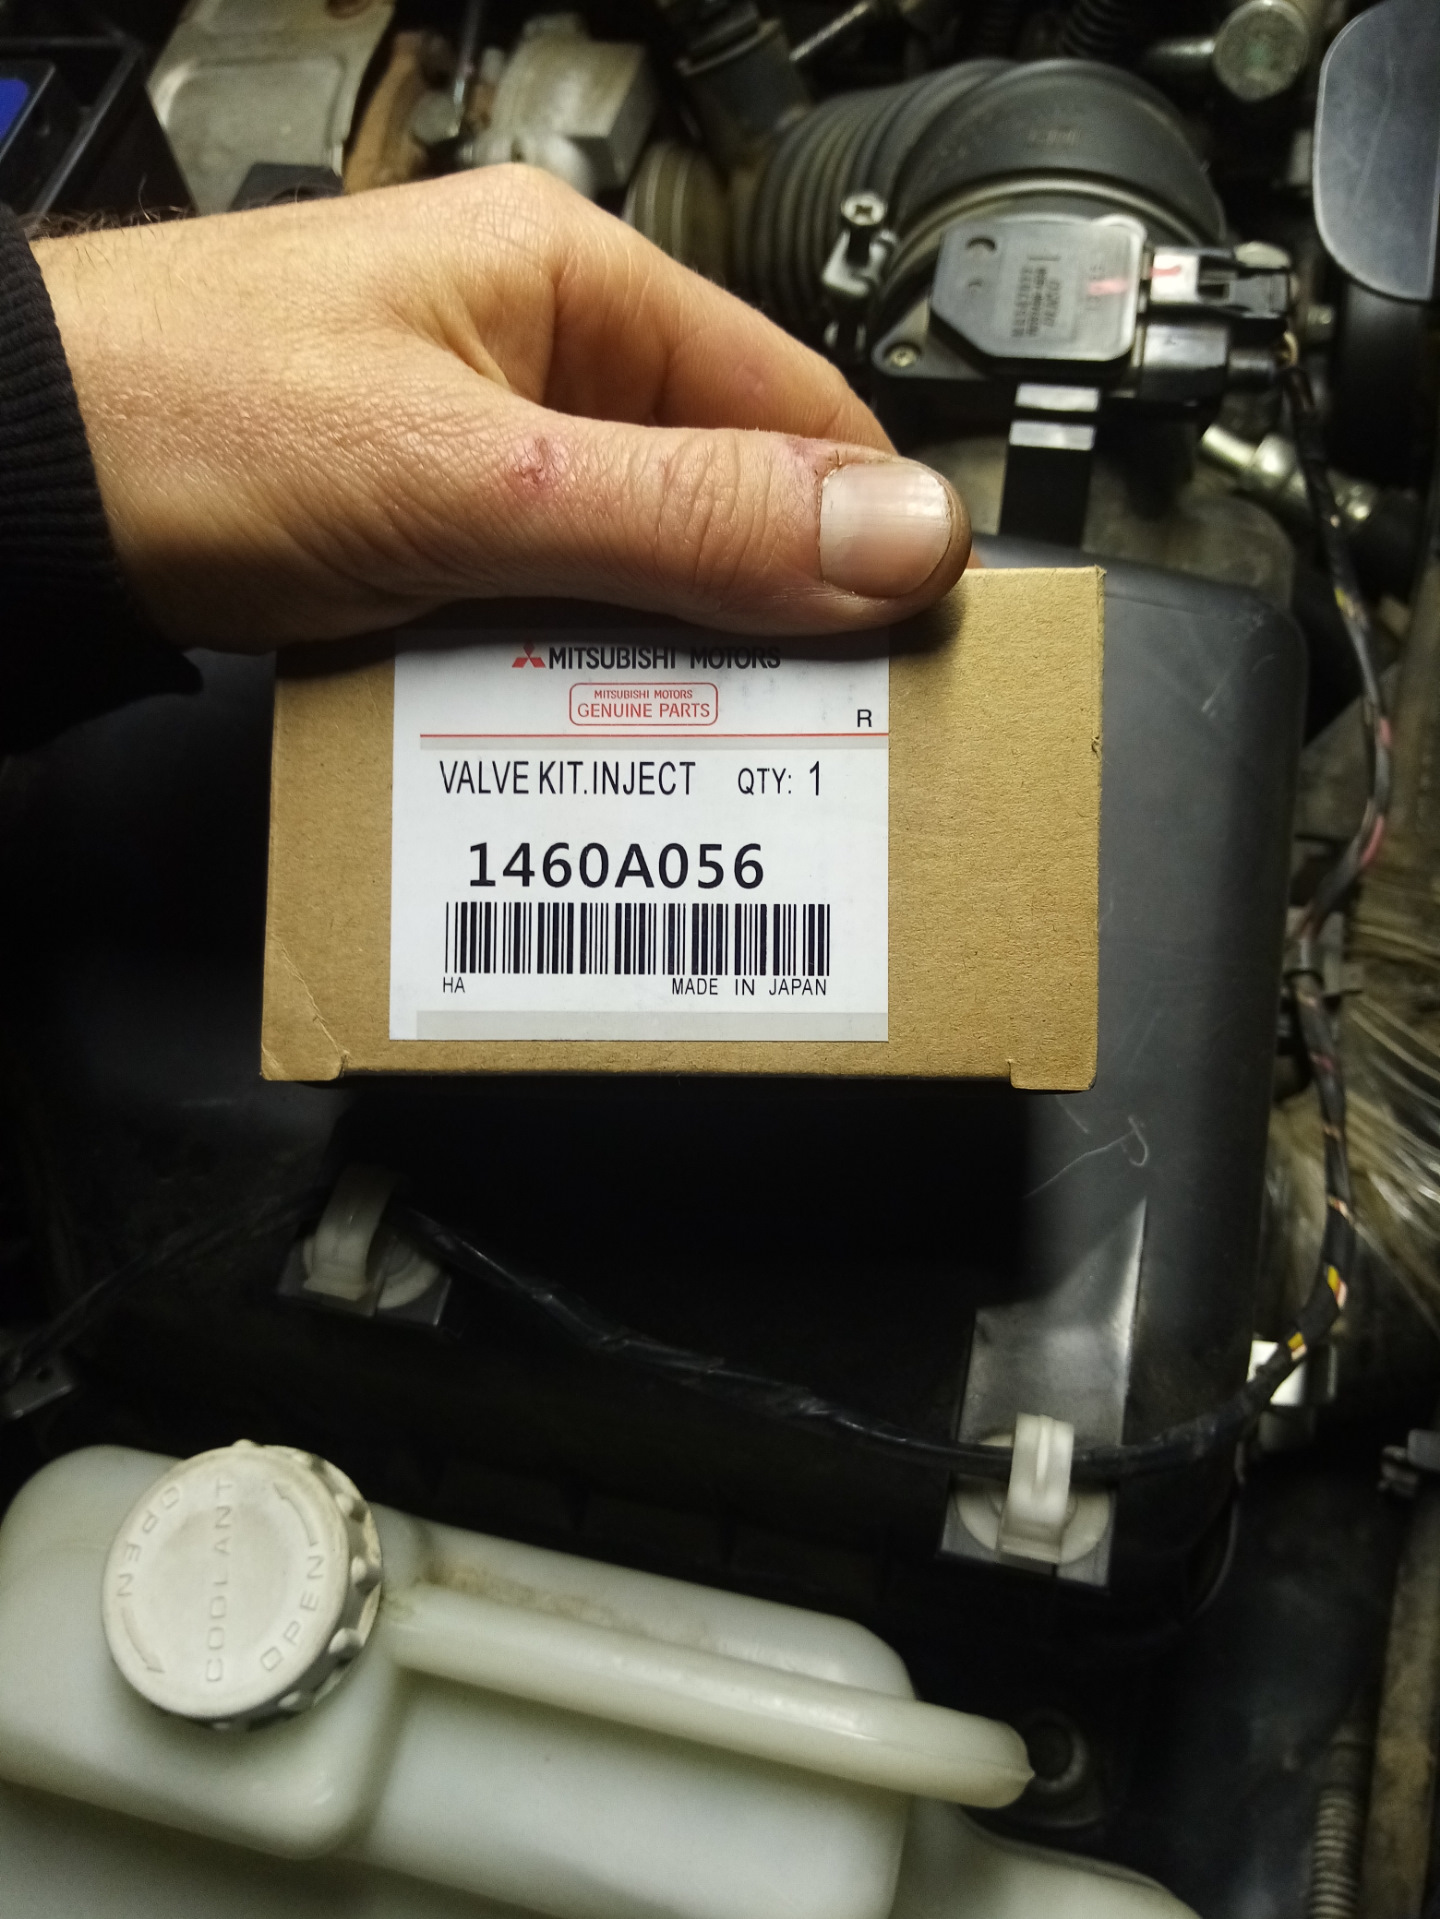 MITSUBISHI MOTORS
MITSUBISHI MOTORS
GENUINE PARTS
R
VALVE KIT.INJECT QTY: 1
1460A056
HA MADE IN JAPAN
OPEN
COOLANT
OPEN